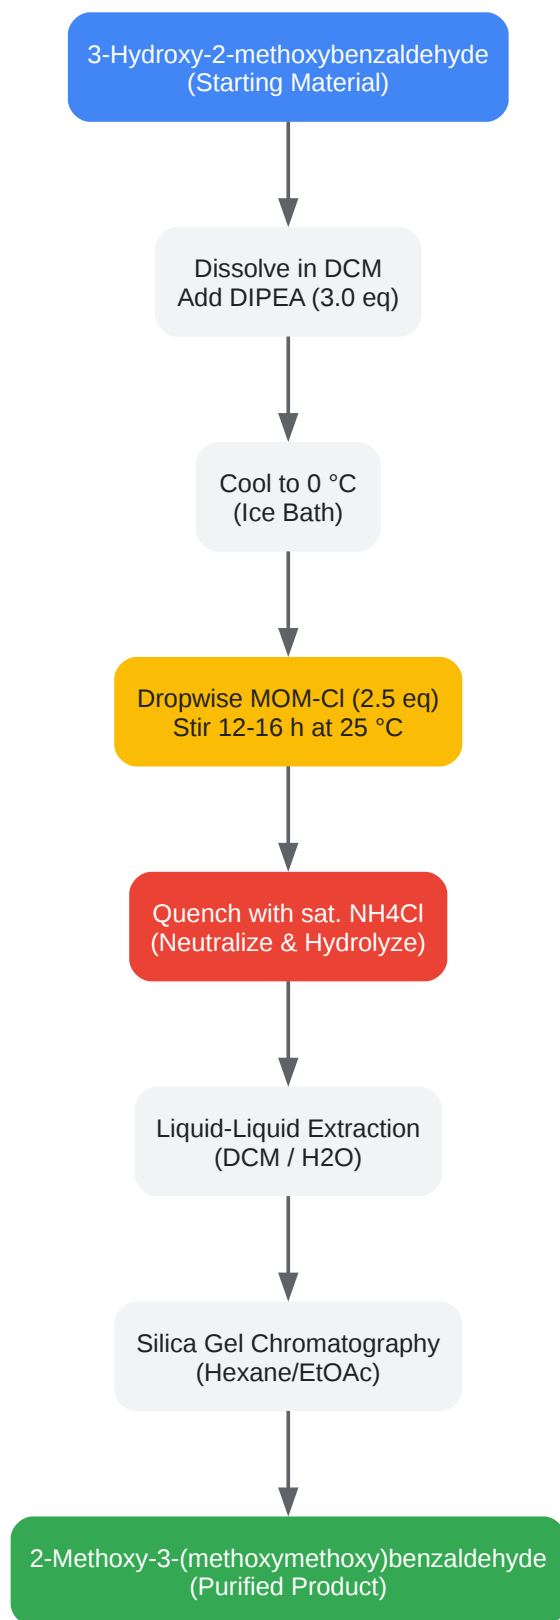 3-Hydroxy-2-methoxybenzaldehyde
(Starting Material)
Dissolve in DCM
Add DIPEA (3.0 eq)
Cool to 0 °C
(Ice Bath)
Dropwise MOM-Cl (2.5 eq)
Stir 12-16 h at 25 °C
Quench with sat. NH4Cl
(Neutralize & Hydrolyze)
Liquid-Liquid Extraction
(DCM / H2O)
Silica Gel Chromatography
(Hexane/EtOAc)
2-Methoxy-3-(methoxymethoxy)benzaldehyde
(Purified Product)